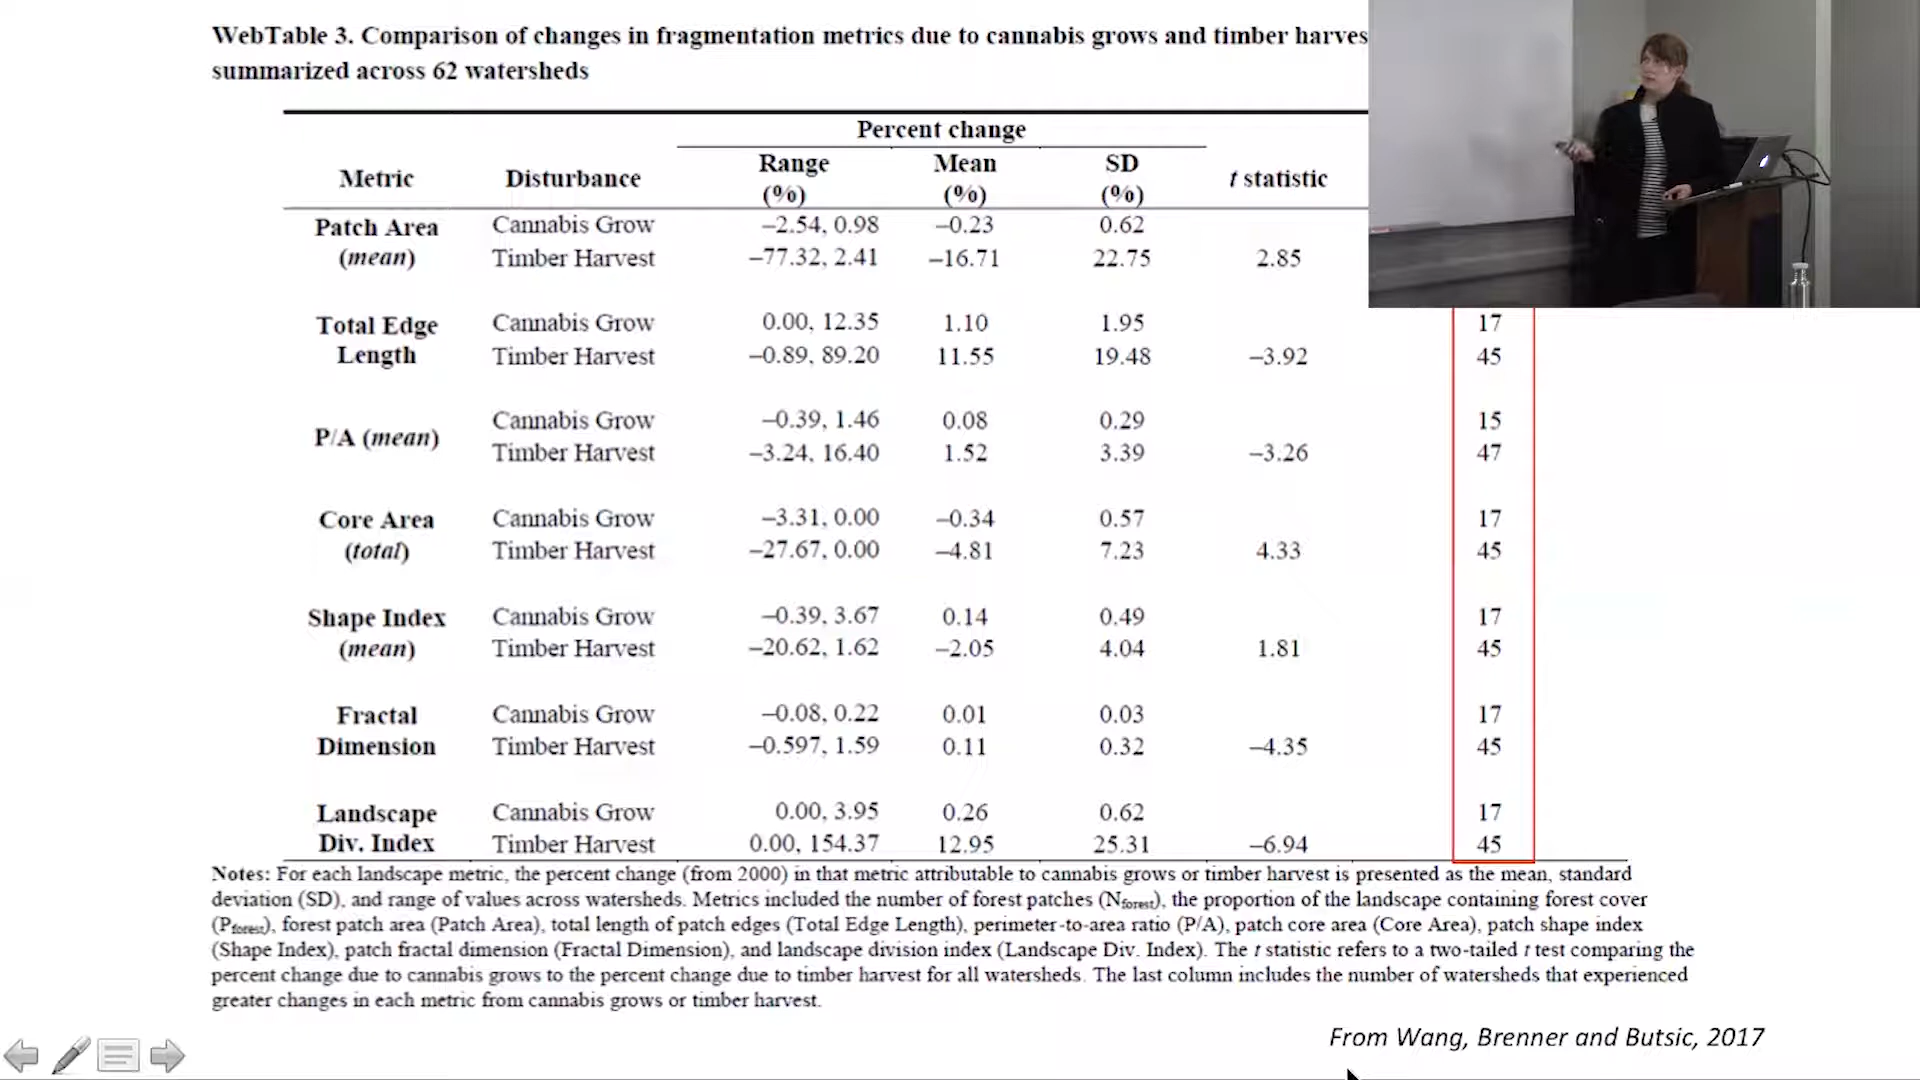 WebTable 3. Comparison of changes in fragmentation metrics due to cannabis grows and timber
summarized across 62 watersheds
Percent change
Metric Disturbance Range (%) Mean (%) SD (%) t statistic
Patch Area (mean) Cannabis Grow –2.54, 0.98 –0.23 0.62
Timber Harvest –77.32, 2.41 –16.71 22.75 2.85
Total Edge Length Cannabis Grow 0.00, 12.35 1.10 1.95 17
Timber Harvest –0.89, 89.20 11.55 19.48 –3.92 45
P/A (mean) Cannabis Grow –0.39, 1.46 0.08 0.29 15
Timber Harvest –3.24, 16.40 1.52 3.39 –3.26 47
Core Area (total) Cannabis Grow –3.31, 0.00 –0.34 0.57 17
Timber Harvest –27.67, 0.00 –4.81 7.23 4.33 45
Shape Index (mean) Cannabis Grow –0.39, 3.67 0.14 0.49 17
Timber Harvest –20.62, 1.62 –2.05 4.04 1.81 45
Fractal Dimension Cannabis Grow –0.08, 0.22 0.01 0.03 17
Timber Harvest –0.597, 1.59 0.11 0.32 –4.35 45
Landscape Div. Index Cannabis Grow 0.00, 3.95 0.26 0.62 17
Timber Harvest 0.00, 154.37 12.95 25.31 –6.94 45
Notes: For each landscape metric, the percent change (from 2000) in that metric attributable to cannabis grows or timber harvest is presented as the mean, standard
deviation (SD), and range of values across watersheds. Metrics included the number of forest patches (Nforest), the proportion of the landscape containing forest cover
(Pforest), forest patch area (Patch Area), total length of patch edges (Total Edge Length), perimeter-to-area ratio (P/A), patch core area (Core Area), patch shape index
(Shape Index), patch fractal dimension (Fractal Dimension), and landscape division index (Landscape Div. Index). The t statistic refers to a two-tailed t test comparing the
percent change due to cannabis grows to the percent change due to timber harvest for all watersheds. The last column includes the number of watersheds that experienced
greater changes in each metric from cannabis grows or timber harvest.
From Wang, Brenner and Butsic, 2017